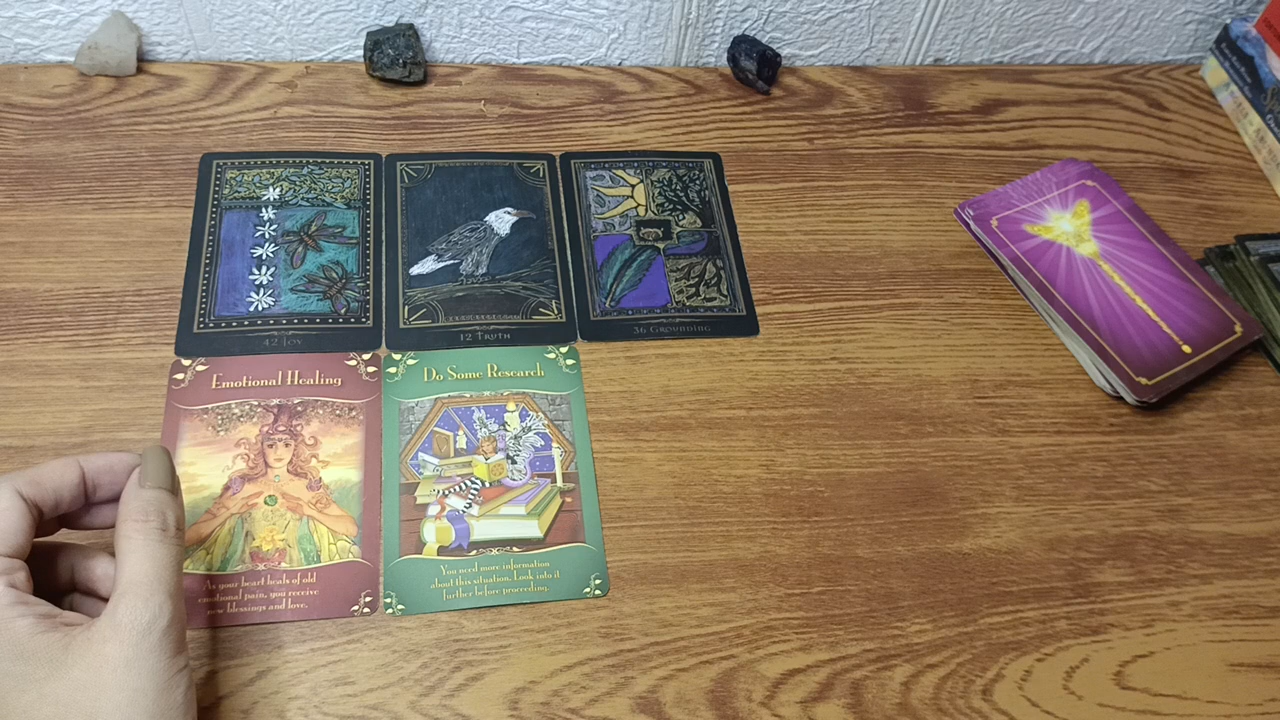 42 Joy
12 Truth
36 Grounding
Emotional Healing
As your heart heals of old
emotional pain, you receive
new blessings and love.
Do Some Research
You need more information
about this situation. Look into it
further before proceeding.